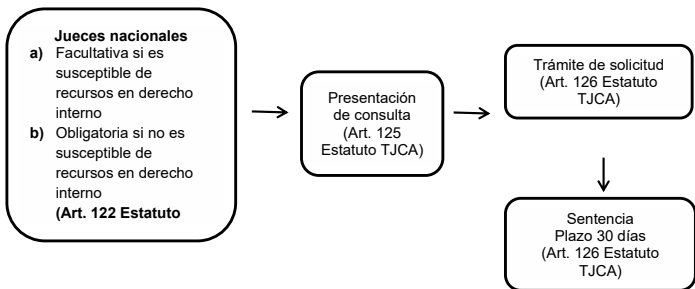 Jueces nacionales
a) Facultativa si es
susceptible de
recursos en derecho
interno
b) Obligatoria si no es
susceptible de
recursos en derecho
interno
(Art. 122 Estatuto
Presentación
de consulta
(Art. 125
Estatuto TJCA)
Trámite de solicitud
(Art. 126 Estatuto
TJCA)
Sentencia
Plazo 30 días
(Art. 126 Estatuto
TJCA)